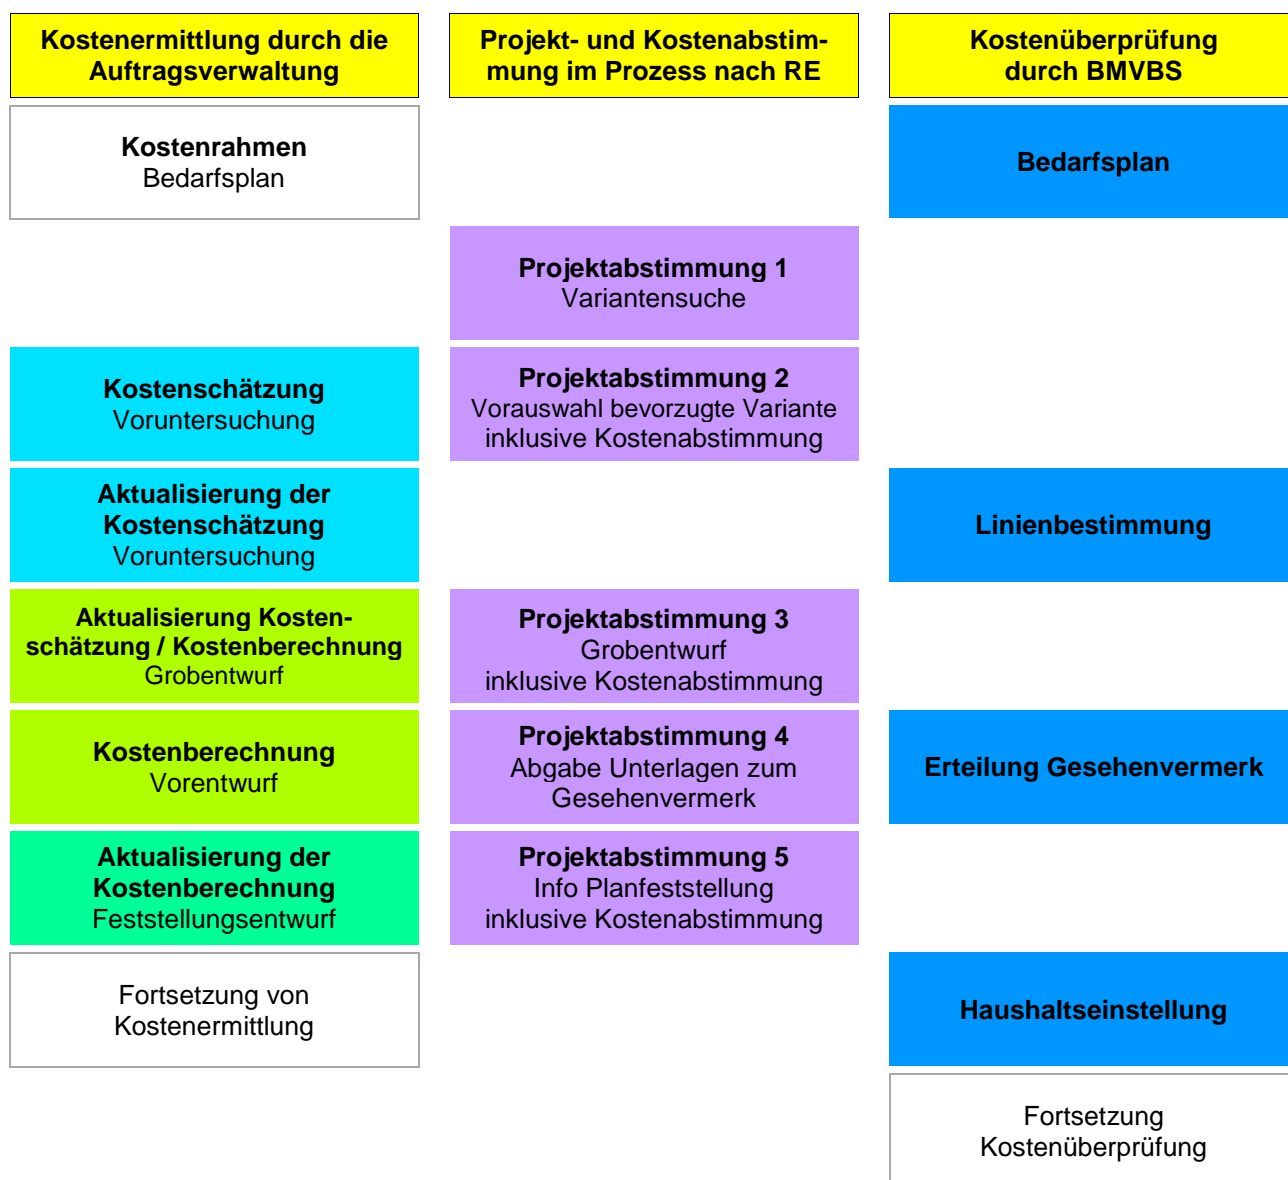 Kostenermittlung durch die
Auftragsverwaltung
Projekt- und Kostenabstim-
mung im Prozess nach RE
Kostenüberprüfung
durch BMVBS
Kostenrahmen
Bedarfsplan
Bedarfsplan
Projektabstimmung 1
Variantensuche
Kostenschätzung
Voruntersuchung
Projektabstimmung 2
Vorauswahl bevorzugte Variante
inklusive Kostenabstimmung
Aktualisierung der
Kostenschätzung
Voruntersuchung
Linienbestimmung
Aktualisierung Kosten-
schätzung / Kostenberechnung
Grobentwurf
Projektabstimmung 3
Grobentwurf
inklusive Kostenabstimmung
Kostenberechnung
Vorentwurf
Projektabstimmung 4
Abgabe Unterlagen zum
Gesehenvermerk
Erteilung Gesehenvermerk
Aktualisierung der
Kostenberechnung
Feststellungsentwurf
Projektabstimmung 5
Info Planfeststellung
inklusive Kostenabstimmung
Fortsetzung von
Kostenermittlung
Haushaltseinstellung
Fortsetzung
Kostenüberprüfung